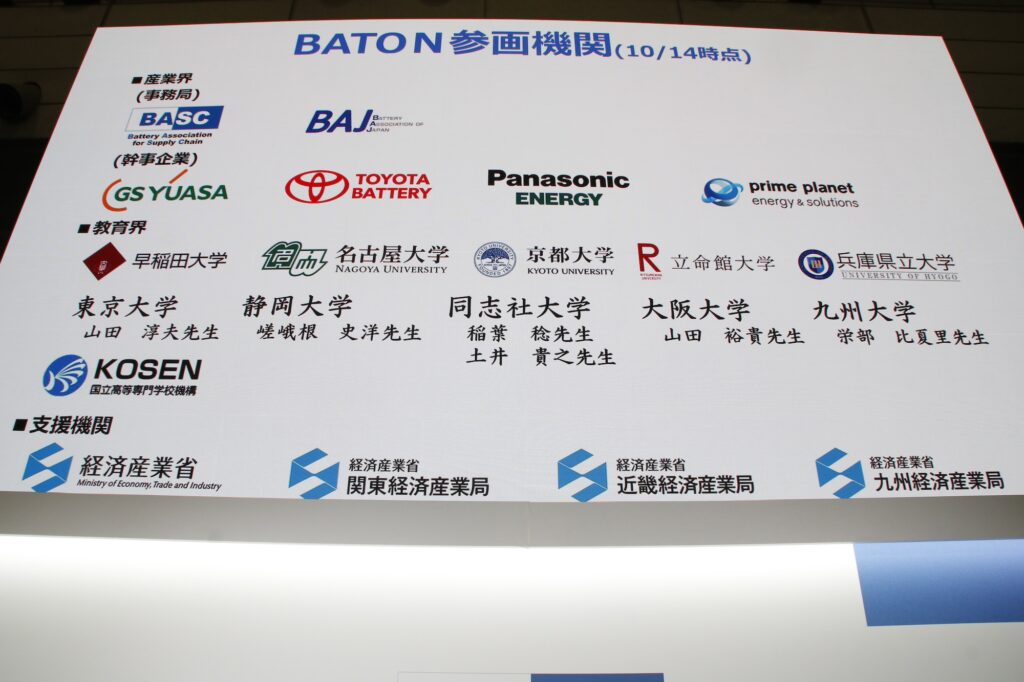 BATON参画機関(10/14時点)
■産業界
(事務局)
BASC
Battery Association
for Supply Chain
BAJ BATTERY ASSOCIATION OF JAPAN
(幹事企業)
GS YUASA
TOYOTA
BATTERY
Panasonic
ENERGY
prime planet
energy & solutions
■教育界
早稲田大学
名古屋大学
NAGOYA UNIVERSITY
京都大学
KYOTO UNIVERSITY
R 立命館大学
兵庫県立大学
UNIVERSITY OF HYOGO
東京大学
山田 淳夫先生
静岡大学
嵯峨根 史洋先生
同志社大学
稲葉 稔先生
土井 貴之先生
大阪大学
山田 裕貴先生
九州大学
栄部 比夏里先生
KOSEN
国立高等専門学校機構
■支援機関
経済産業省
Ministry of Economy, Trade and Industry
経済産業省
関東経済産業局
経済産業省
近畿経済産業局
経済産業省
九州経済産業局